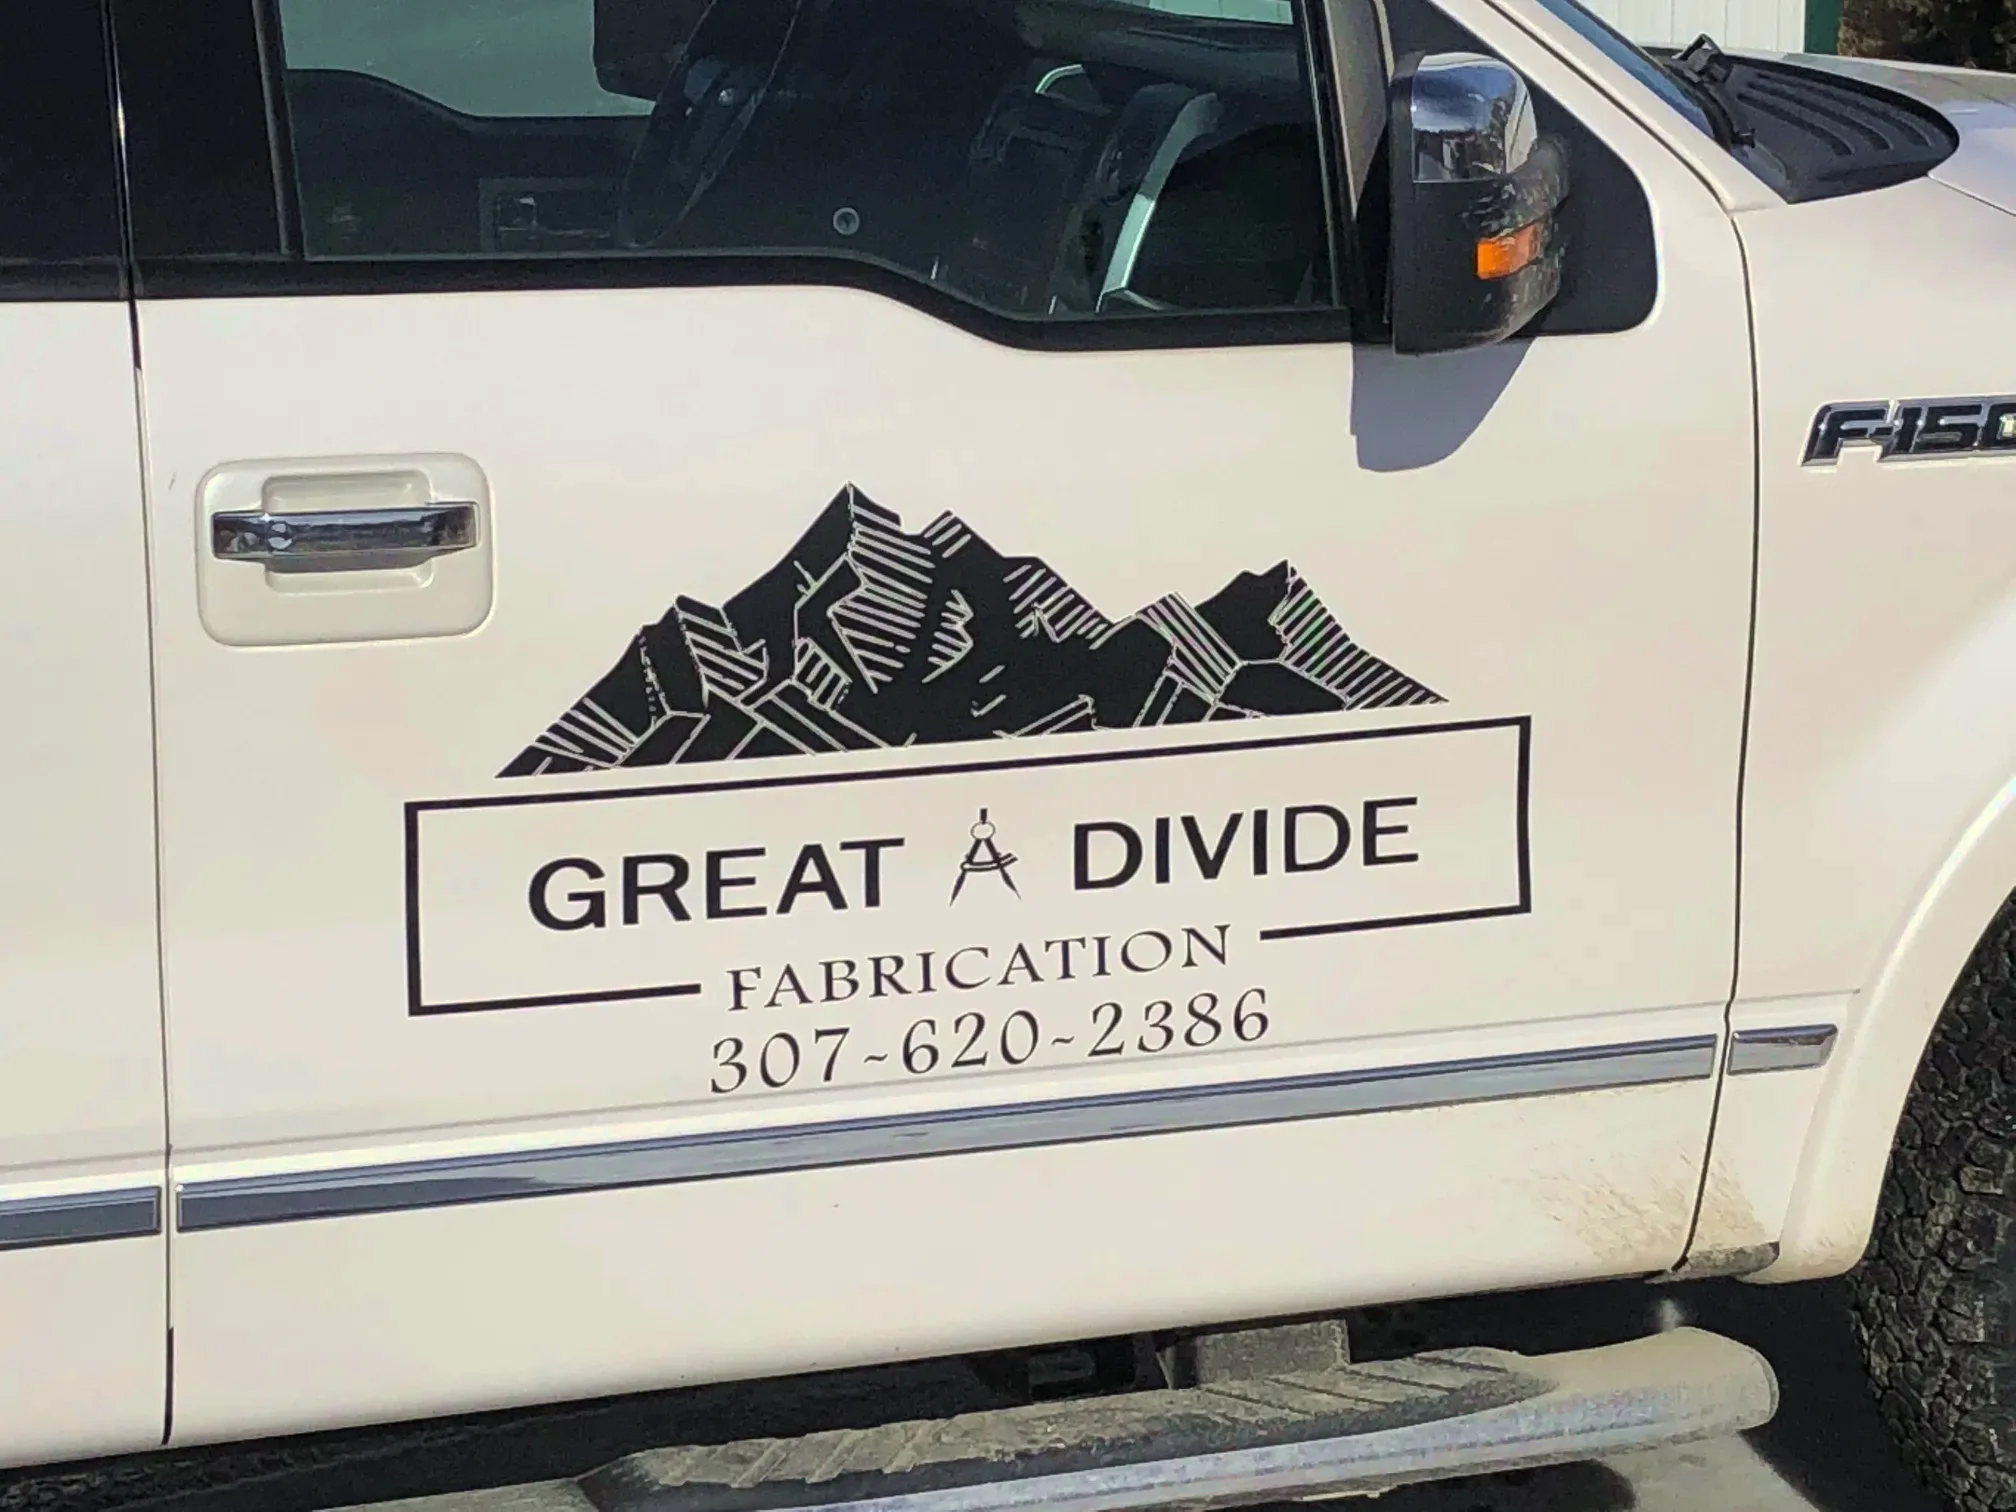 F-150
GREAT DIVIDE
FABRICATION
307-620-2386